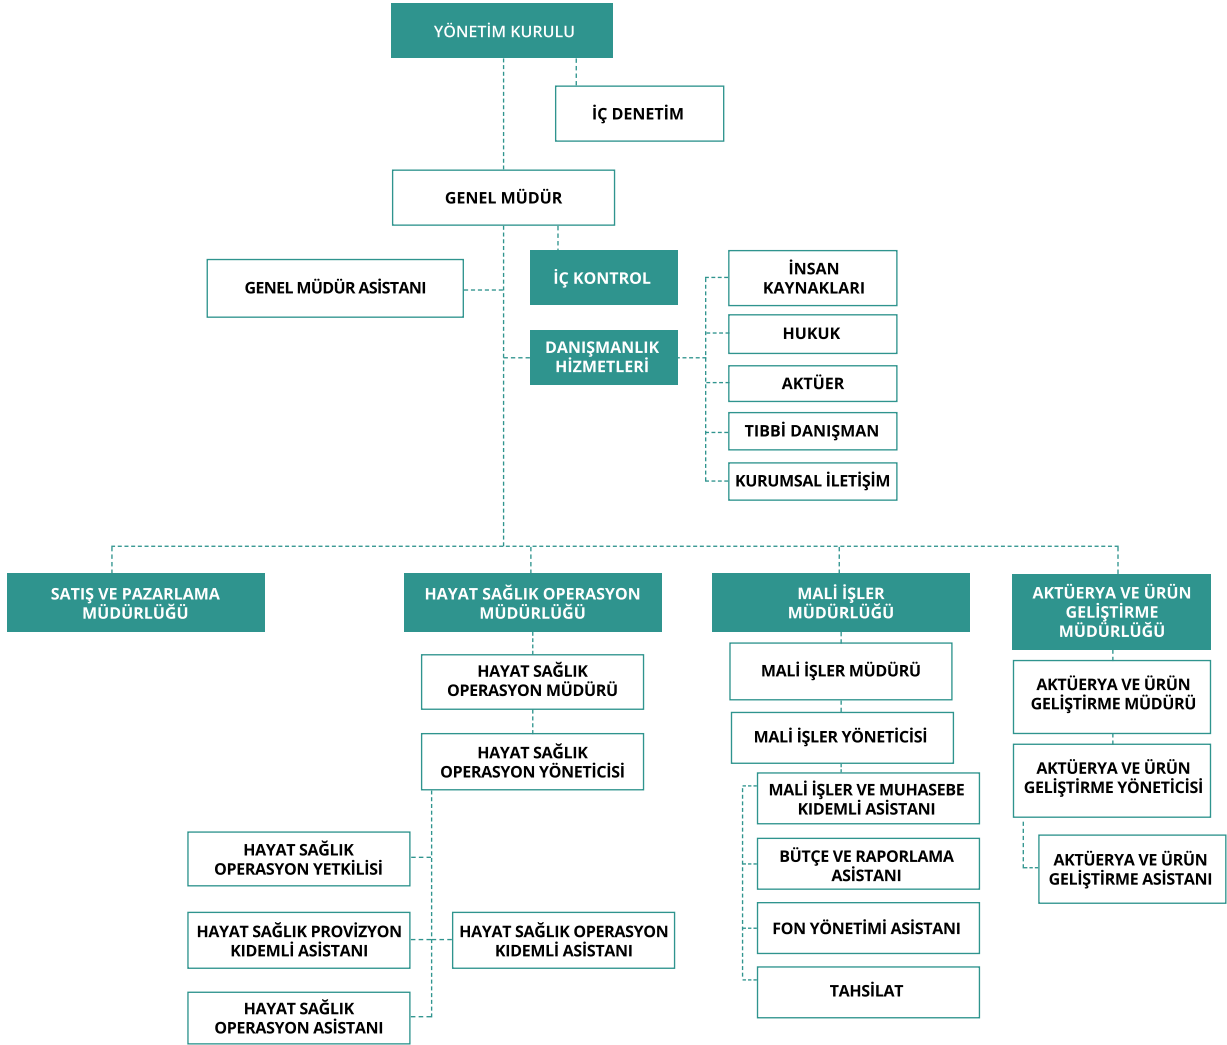 YÖNETİM KURULU
İÇ DENETİM
GENEL MÜDÜR
GENEL MÜDÜR ASİSTANI
İÇ KONTROL
DANIŞMANLIK
HİZMETLERİ
İNSAN
KAYNAKLARI
HUKUK
AKTÜER
TIBBİ DANIŞMAN
KURUMSAL İLETİŞİM
SATIŞ VE PAZARLAMA
MÜDÜRLÜĞÜ
HAYAT SAĞLIK OPERASYON
MÜDÜRLÜĞÜ
HAYAT SAĞLIK
OPERASYON MÜDÜRÜ
HAYAT SAĞLIK
OPERASYON YÖNETİCİSİ
HAYAT SAĞLIK
OPERASYON YETKİLİSİ
HAYAT SAĞLIK PROVİZYON
KIDEMLİ ASİSTANI
HAYAT SAĞLIK OPERASYON
KIDEMLİ ASİSTANI
HAYAT SAĞLIK
OPERASYON ASİSTANI
MALİ İŞLER
MÜDÜRLÜĞÜ
MALİ İŞLER MÜDÜRÜ
MALİ İŞLER YÖNETİCİSİ
MALİ İŞLER VE MUHASEBE
KIDEMLİ ASİSTANI
BÜTÇE VE RAPORLAMA
ASİSTANI
FON YÖNETİMİ ASİSTANI
TAHSİLAT
AKTÜERYA VE ÜRÜN
GELİŞTİRME
MÜDÜRLÜĞÜ
AKTÜERYA VE ÜRÜN
GELİŞTİRME MÜDÜRÜ
AKTÜERYA VE ÜRÜN
GELİŞTİRME YÖNETİCİSİ
AKTÜERYA VE ÜRÜN
GELİŞTİRME ASİSTANI